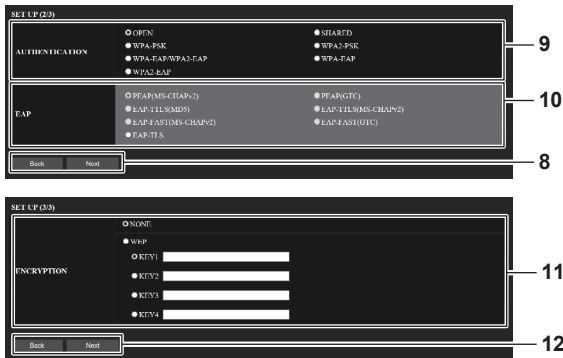 SET UP (2/3)
AUTHENTICATION
OPEN SHARED
WPA-PSK WPA2-PSK
WPA-EAP/WPA2-EAP WPA-EAP
WPA2-EAP
9
EAP
PEAP(MS-CHAPv2) PEAP(GTC)
EAP-TTLS(MD5) EAP-TTLS(MS-CHAPv2)
EAP-FAST(MS-CHAPv2) EAP-FAST(GTC)
EAP-TLS
10
Back Next
8
SET UP (3/3)
ENCRYPTION
NONE
WEP
KEY1
KEY2
KEY3
KEY4
11
Back Next
12